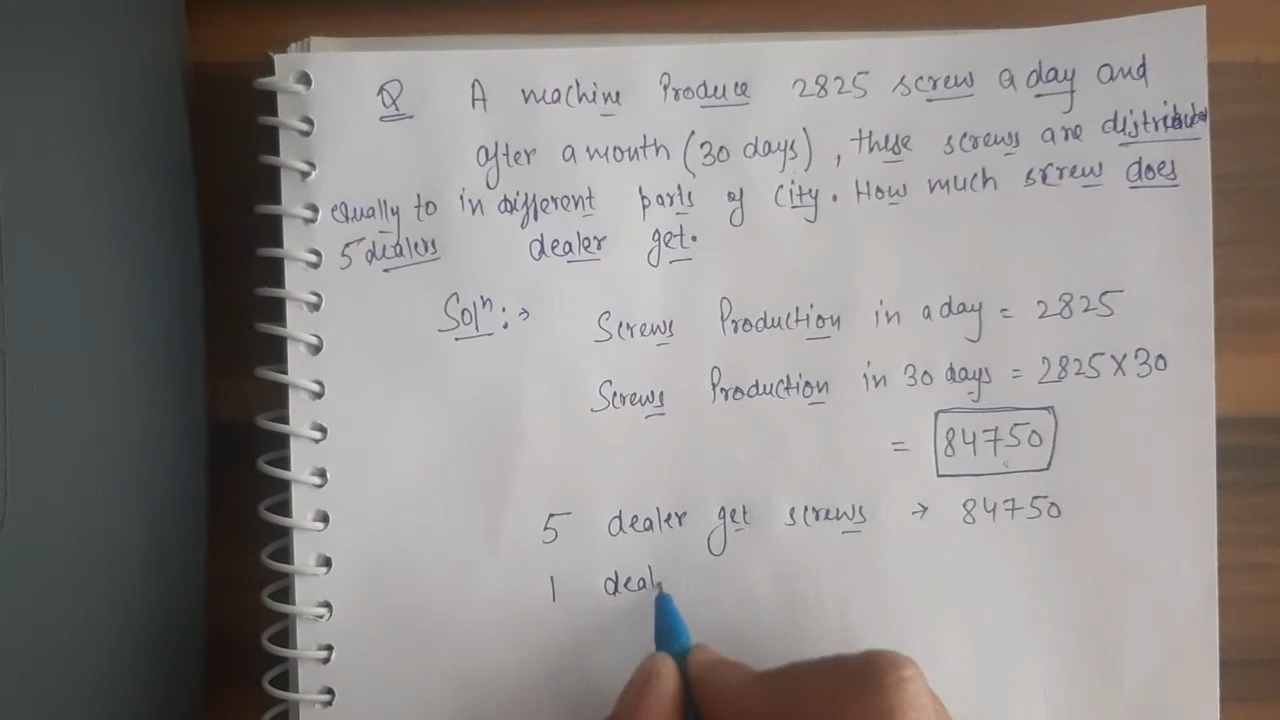 Q A machine Produce 2825 screw a day and
after a month (30 days), these screws are distributed
equally to in different parts of city. How much screw does
5 dealers dealer get.
Solⁿ:→ Screws Production in a day = 2825
Screws Production in 30 days = 2825 × 30
= 84750
5 dealer get screws → 84750
1 deal